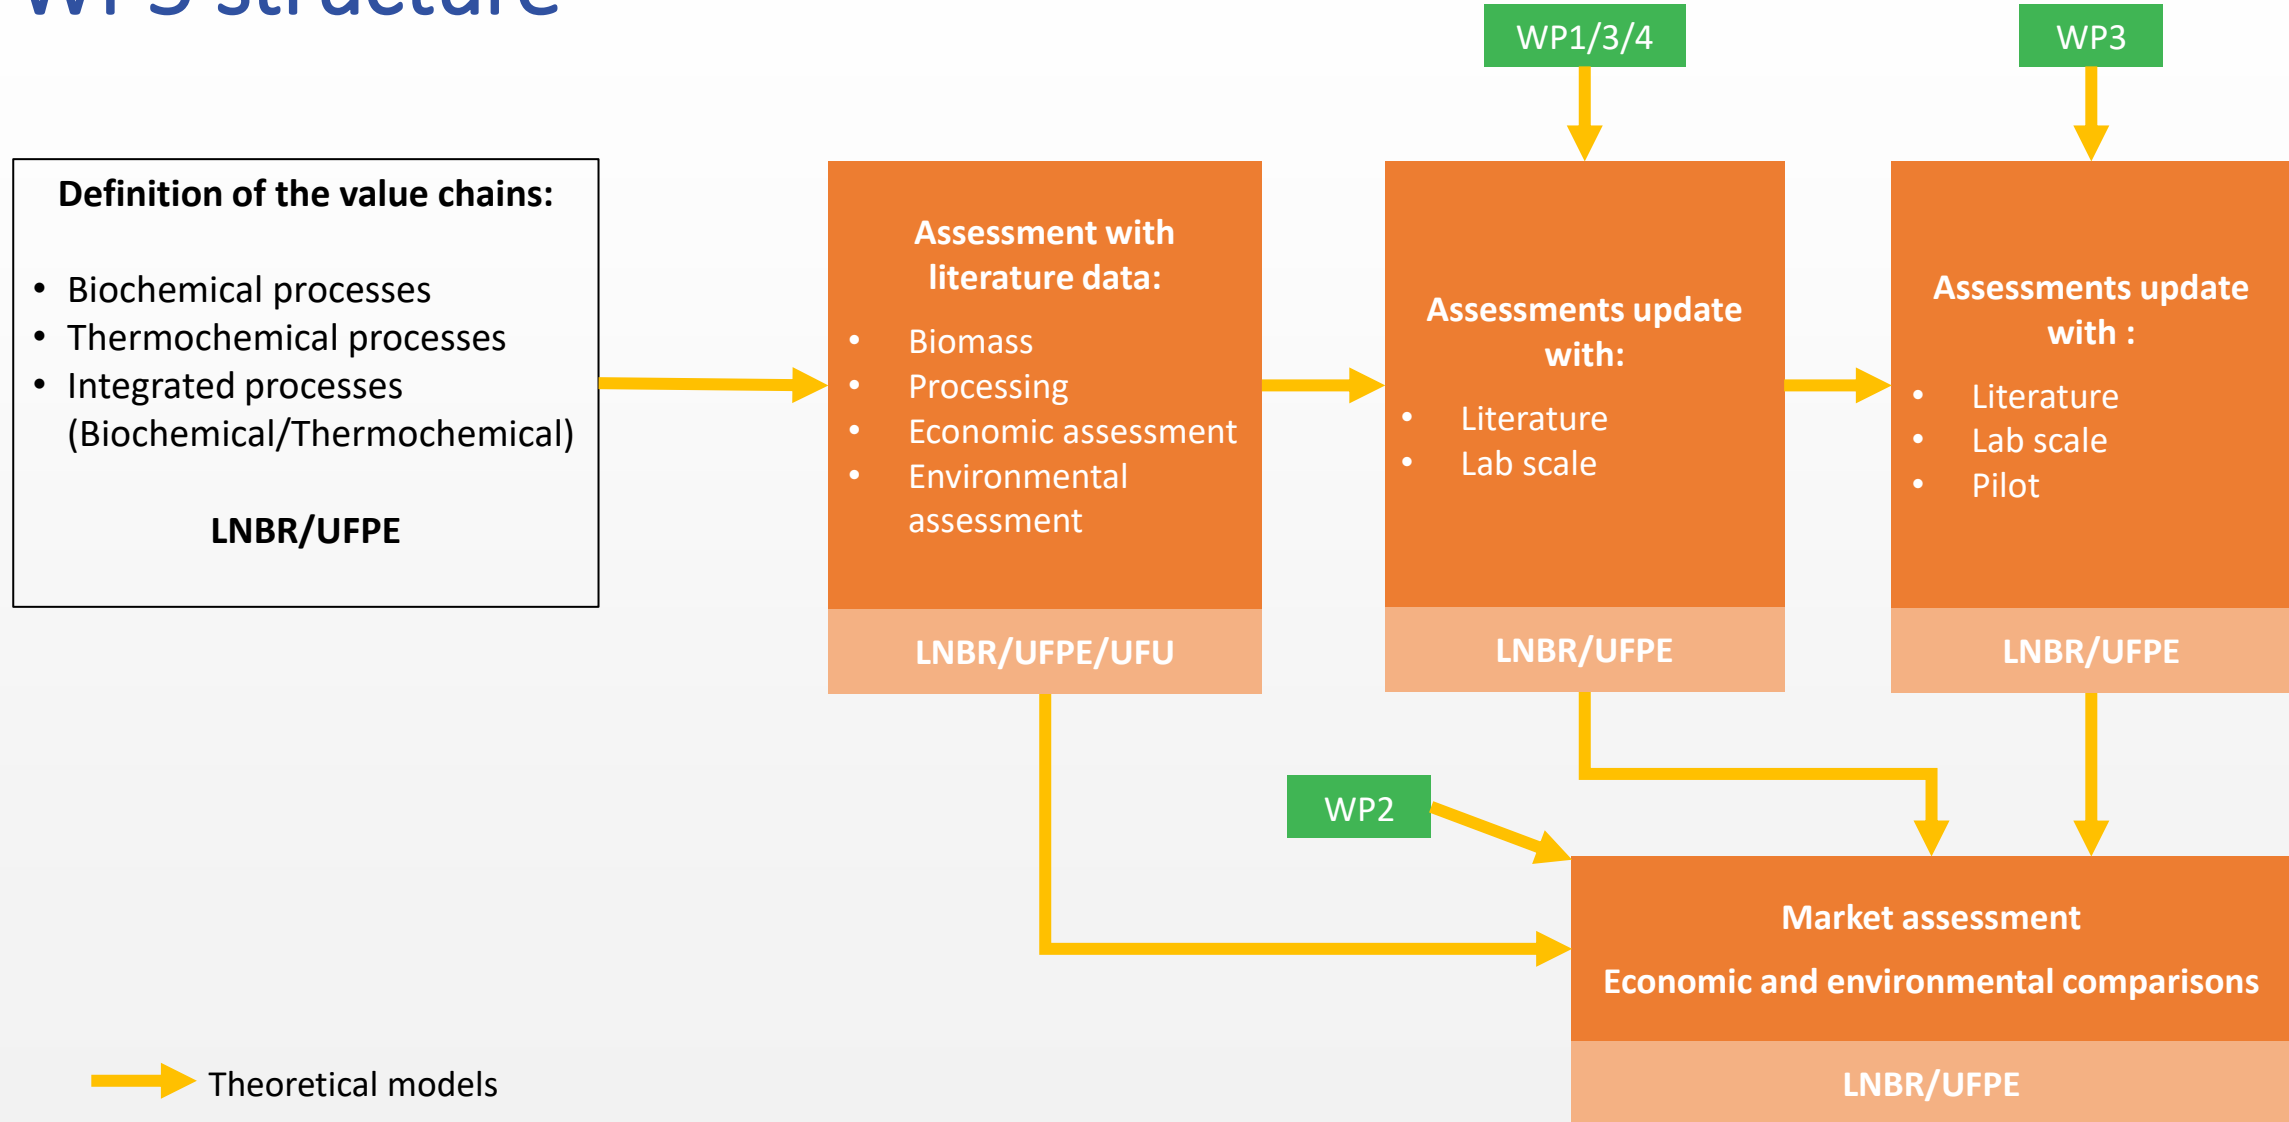 structure
WP1/3/4
WP3
Definition of the value chains:
• Biochemical processes
• Thermochemical processes
• Integrated processes
(Biochemical/Thermochemical)
LNBR/UFPE
Assessment with
literature data:
• Biomass
• Processing
• Economic assessment
• Environmental
assessment
LNBR/UFPE/UFU
Assessments update
with:
• Literature
• Lab scale
LNBR/UFPE
Assessments update
with :
• Literature
• Lab scale
• Pilot
LNBR/UFPE
WP2
Market assessment
Economic and environmental comparisons
LNBR/UFPE
Theoretical models